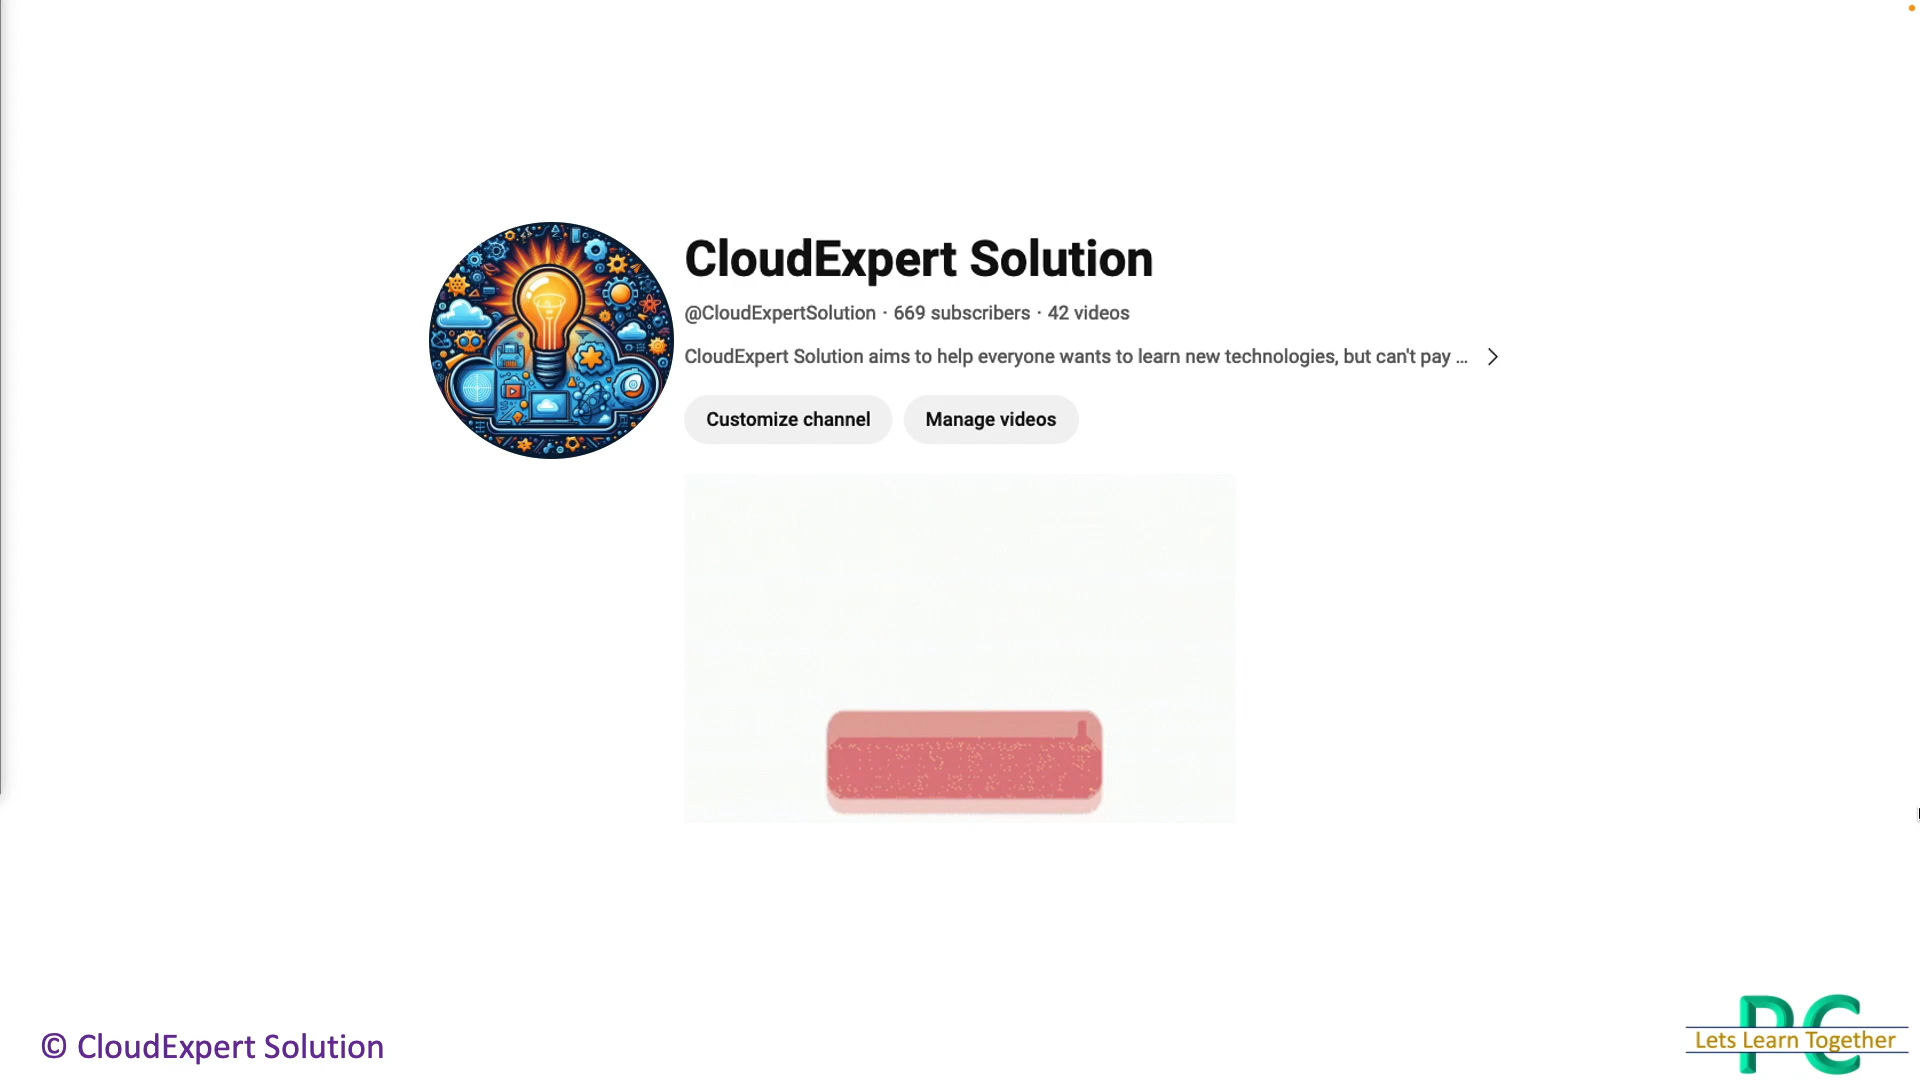 CloudExpert Solution
@CloudExpertSolution · 669 subscribers · 42 videos
CloudExpert Solution aims to help everyone wants to learn new technologies, but can't pay ...
Customize channel
Manage videos
© CloudExpert Solution
PC
Lets Learn Together